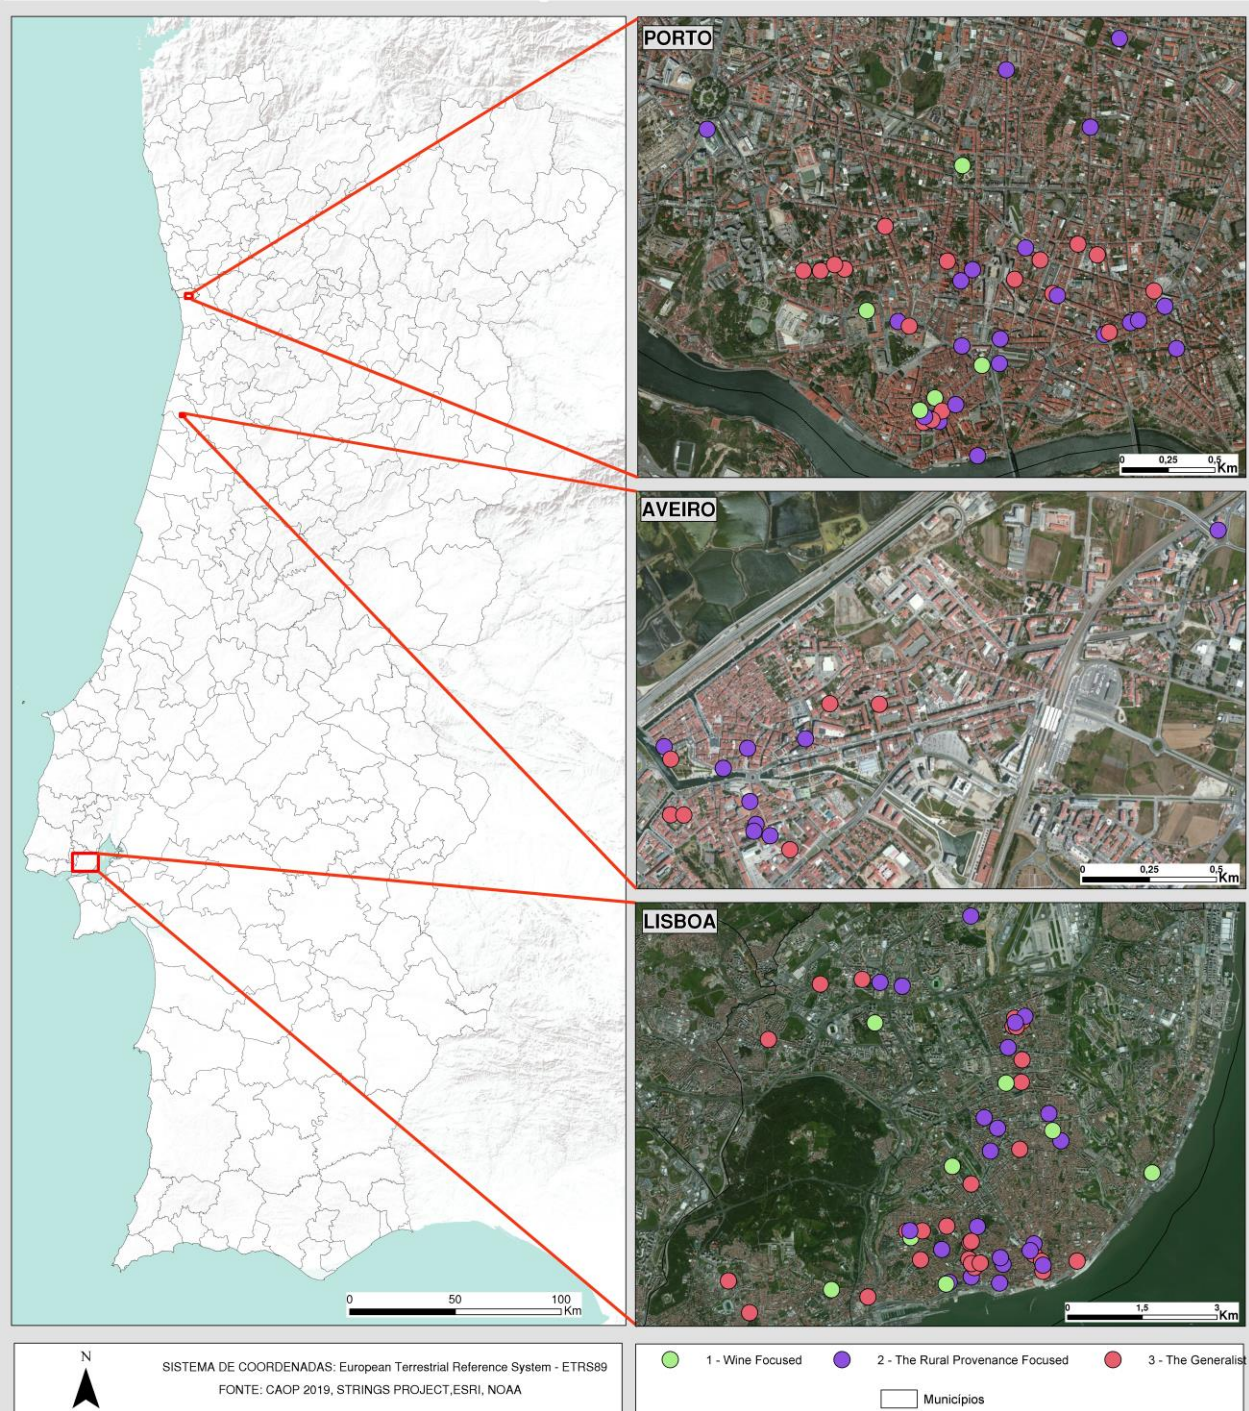 PORTO
0 0,25 0,5
Km
AVEIRO
0 0,25 0,5
Km
LISBOA
0 1,5 3
Km
0 50 100
Km
N
SISTEMA DE COORDENADAS: European Terrestrial Reference System - ETRS89
FONTE: CAOP 2019, STRINGS PROJECT,ESRI, NOAA
1 - Wine Focused 2 - The Rural Provenance Focused 3 - The Generalist
Municípios